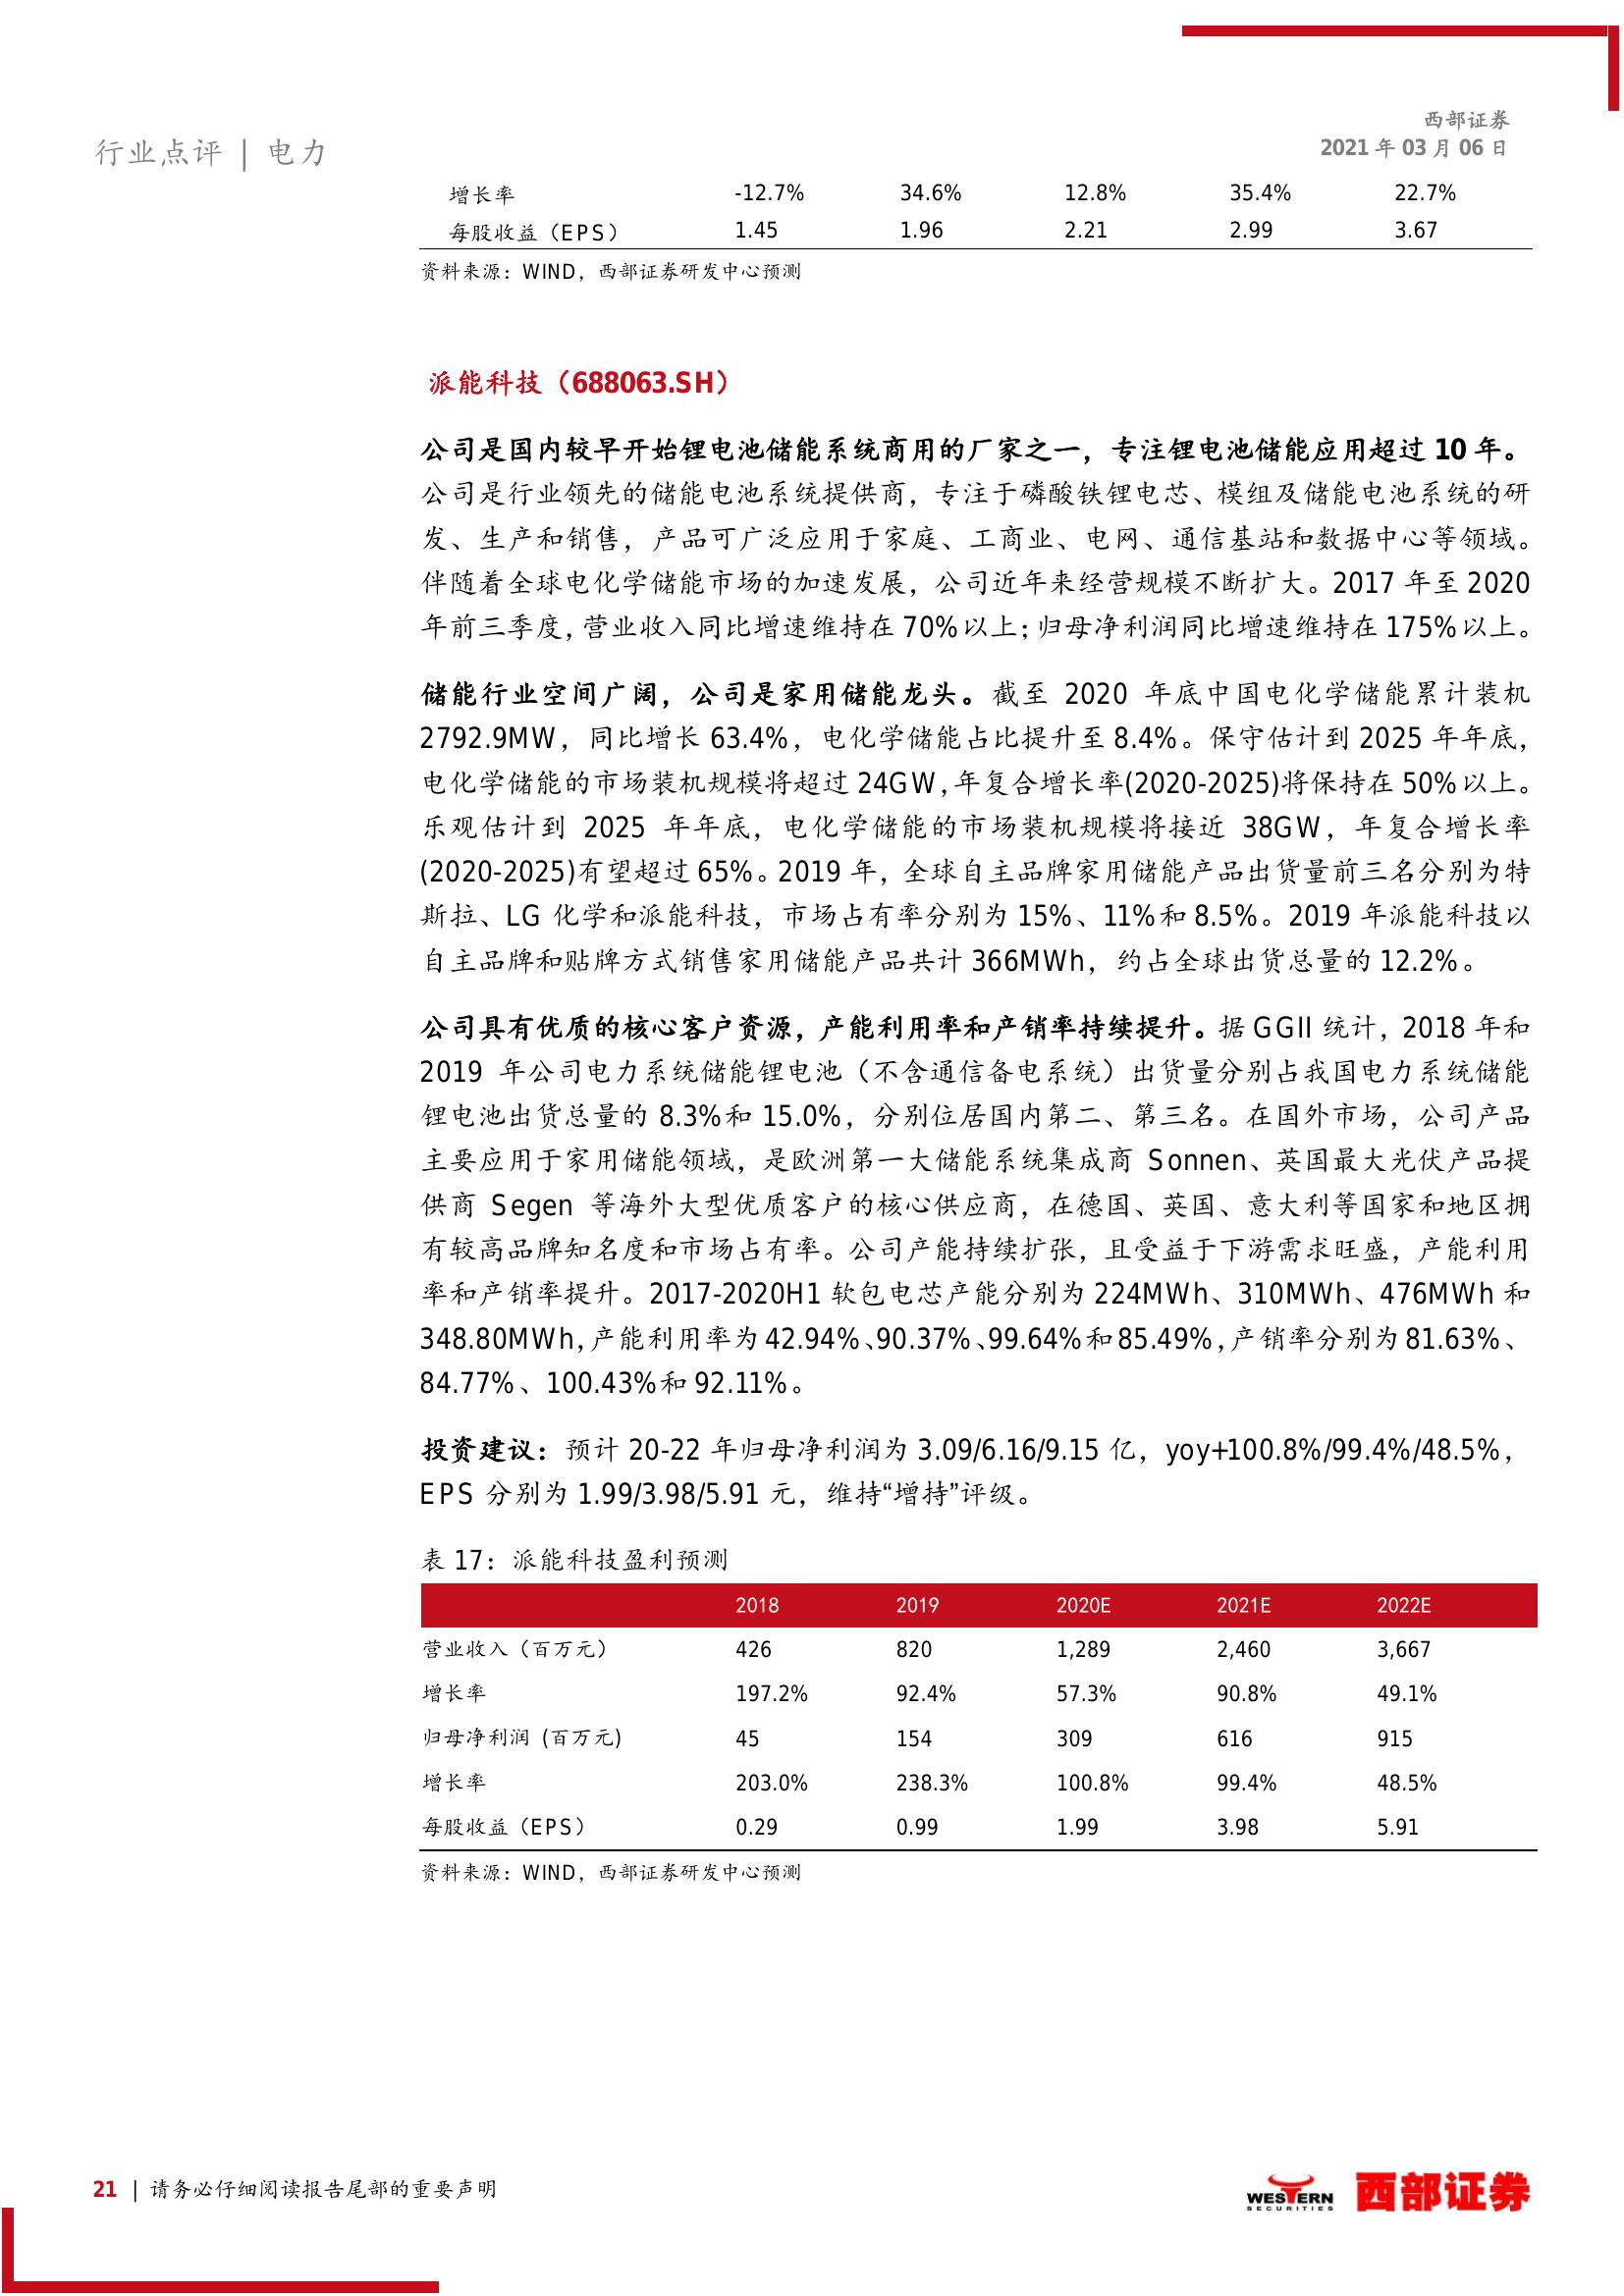 西部证券
2021 年 03 月 06 日
行业点评 | 电力
增长率 -12.7% 34.6% 12.8% 35.4% 22.7%
每股收益（EPS） 1.45 1.96 2.21 2.99 3.67
资料来源：WIND，西部证券研发中心预测
派能科技（688063.SH）
公司是国内较早开始锂电池储能系统商用的厂家之一，专注锂电池储能应用超过 10 年。
公司是行业领先的储能电池系统提供商，专注于磷酸铁锂电芯、模组及储能电池系统的研
发、生产和销售，产品可广泛应用于家庭、工商业、电网、通信基站和数据中心等领域。
伴随着全球电化学储能市场的加速发展，公司近年来经营规模不断扩大。2017 年至 2020
年前三季度，营业收入同比增速维持在 70%以上；归母净利润同比增速维持在 175%以上。
储能行业空间广阔，公司是家用储能龙头。截至 2020 年底中国电化学储能累计装机
2792.9MW，同比增长 63.4%，电化学储能占比提升至 8.4%。保守估计到 2025 年年底，
电化学储能的市场装机规模将超过 24GW，年复合增长率(2020-2025)将保持在 50%以上。
乐观估计到 2025 年年底，电化学储能的市场装机规模将接近 38GW，年复合增长率
(2020-2025)有望超过 65%。2019 年，全球自主品牌家用储能产品出货量前三名分别为特
斯拉、LG 化学和派能科技，市场占有率分别为 15%、11%和 8.5%。2019 年派能科技以
自主品牌和贴牌方式销售家用储能产品共计 366MWh，约占全球出货总量的 12.2%。
公司具有优质的核心客户资源，产能利用率和产销率持续提升。据 GGII 统计，2018 年和
2019 年公司电力系统储能锂电池（不含通信备电系统）出货量分别占我国电力系统储能
锂电池出货总量的 8.3%和 15.0%，分别位居国内第二、第三名。在国外市场，公司产品
主要应用于家用储能领域，是欧洲第一大储能系统集成商 Sonnen、英国最大光伏产品提
供商 Segen 等海外大型优质客户的核心供应商，在德国、英国、意大利等国家和地区拥
有较高品牌知名度和市场占有率。公司产能持续扩张，且受益于下游需求旺盛，产能利用
率和产销率提升。2017-2020H1 软包电芯产能分别为 224MWh、310MWh、476MWh 和
348.80MWh，产能利用率为 42.94%、90.37%、99.64%和 85.49%，产销率分别为 81.63%、
84.77%、100.43%和 92.11%。
投资建议：预计 20-22 年归母净利润为 3.09/6.16/9.15 亿，yoy+100.8%/99.4%/48.5%，
EPS 分别为 1.99/3.98/5.91 元，维持“增持”评级。
表 17：派能科技盈利预测
2018 2019 2020E 2021E 2022E
营业收入（百万元） 426 820 1,289 2,460 3,667
增长率 197.2% 92.4% 57.3% 90.8% 49.1%
归母净利润 (百万元) 45 154 309 616 915
增长率 203.0% 238.3% 100.8% 99.4% 48.5%
每股收益（EPS） 0.29 0.99 1.99 3.98 5.91
资料来源：WIND，西部证券研发中心预测
21 | 请务必仔细阅读报告尾部的重要声明
WESTERN
SECURITIES
西部证券